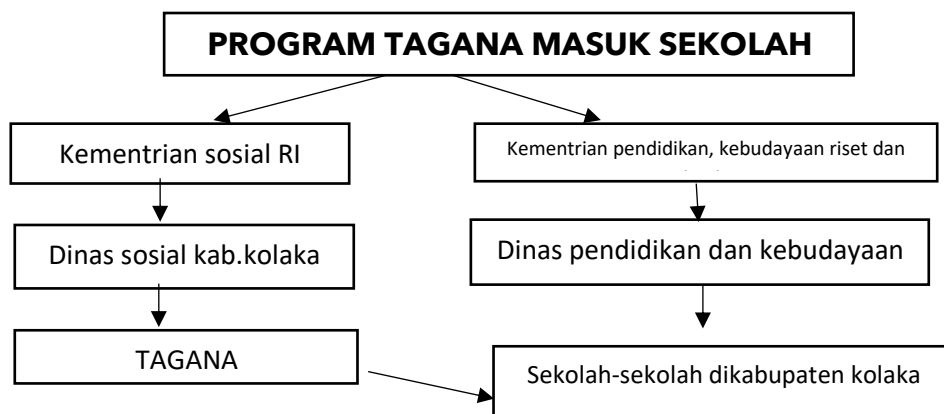 PROGRAM TAGANA MASUK SEKOLAH
Kementrian sosial RI
Kementrian pendidikan, kebudayaan riset dan
Dinas sosial kab.kolaka
Dinas pendidikan dan kebudayaan
TAGANA
Sekolah-sekolah dikabupaten kolaka